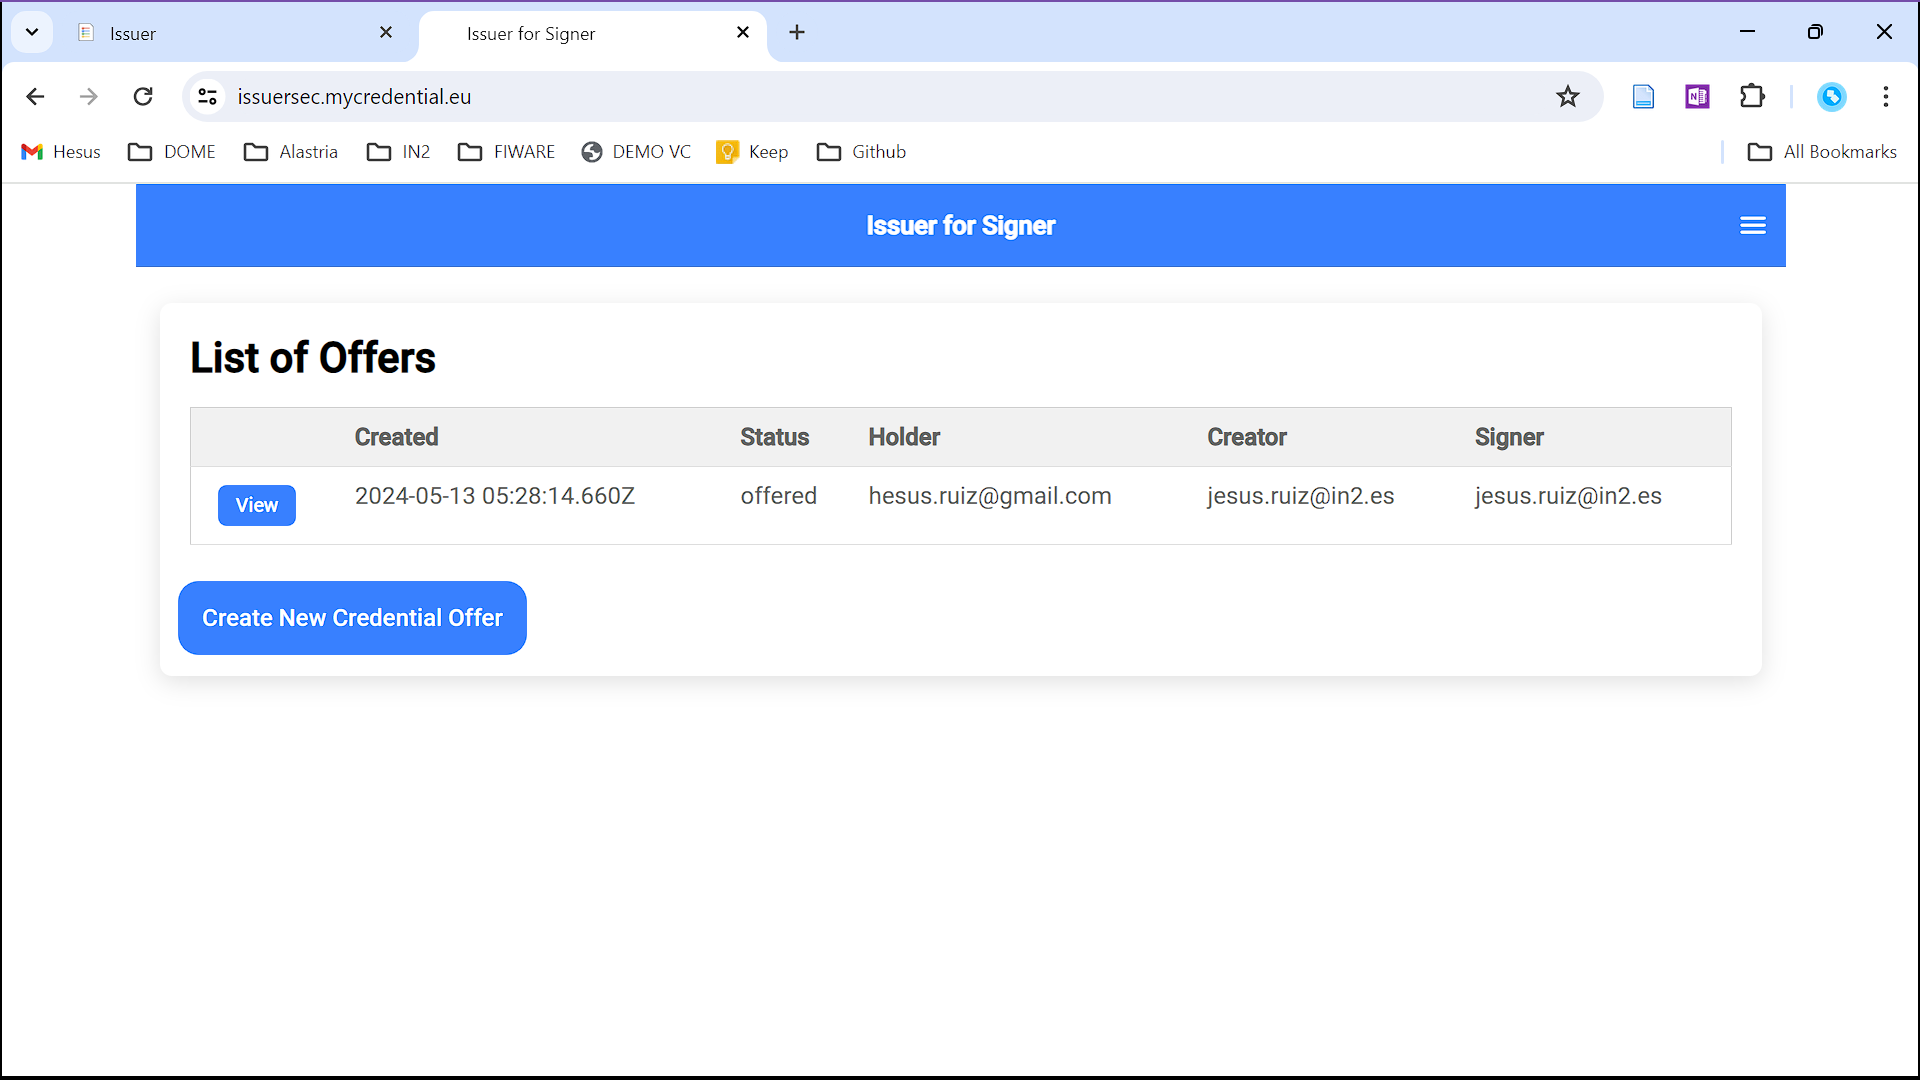 Issuer
Issuer for Signer
issuersec.mycredential.eu
Hesus DOME Alastria IN2 FIWARE DEMO VC Keep Github All Bookmarks
Issuer for Signer
List of Offers
Created Status Holder Creator Signer
View 2024-05-13 05:28:14.660Z offered hesus.ruiz@gmail.com jesus.ruiz@in2.es jesus.ruiz@in2.es
Create New Credential Offer